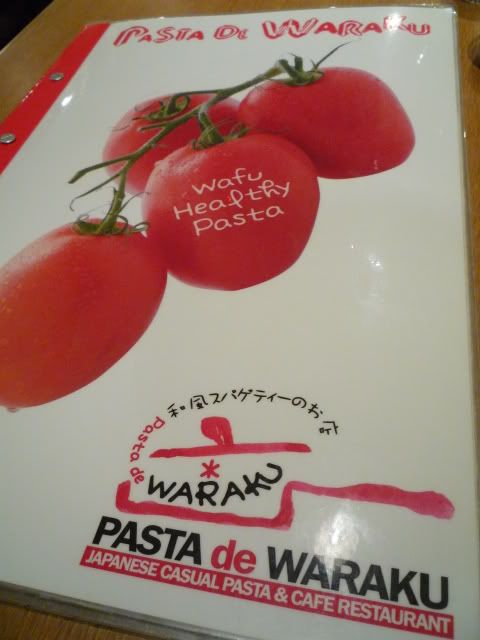 PASTA DE WARAKU
Wafu
Healthy
Pasta
和風スパゲティーのお店
Pasta de
WARAKU
PASTA de WARAKU
JAPANESE CASUAL PASTA & CAFE RESTAURANT